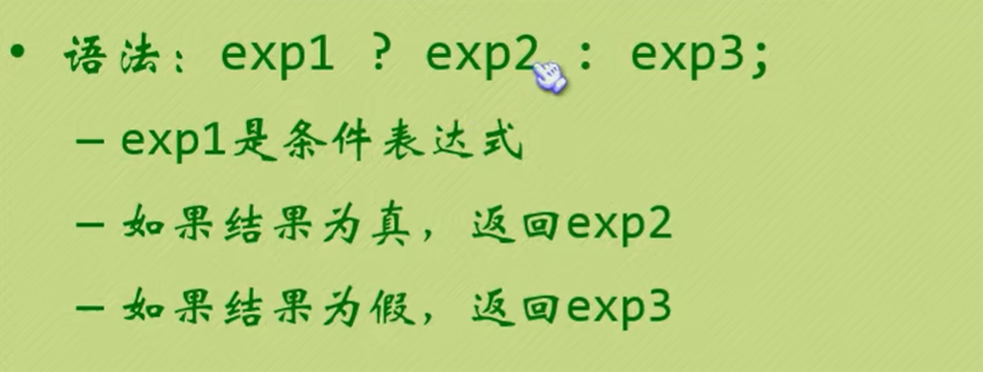 • 语法：exp1 ? exp2 : exp3;
– exp1是条件表达式
– 如果结果为真，返回exp2
– 如果结果为假，返回exp3